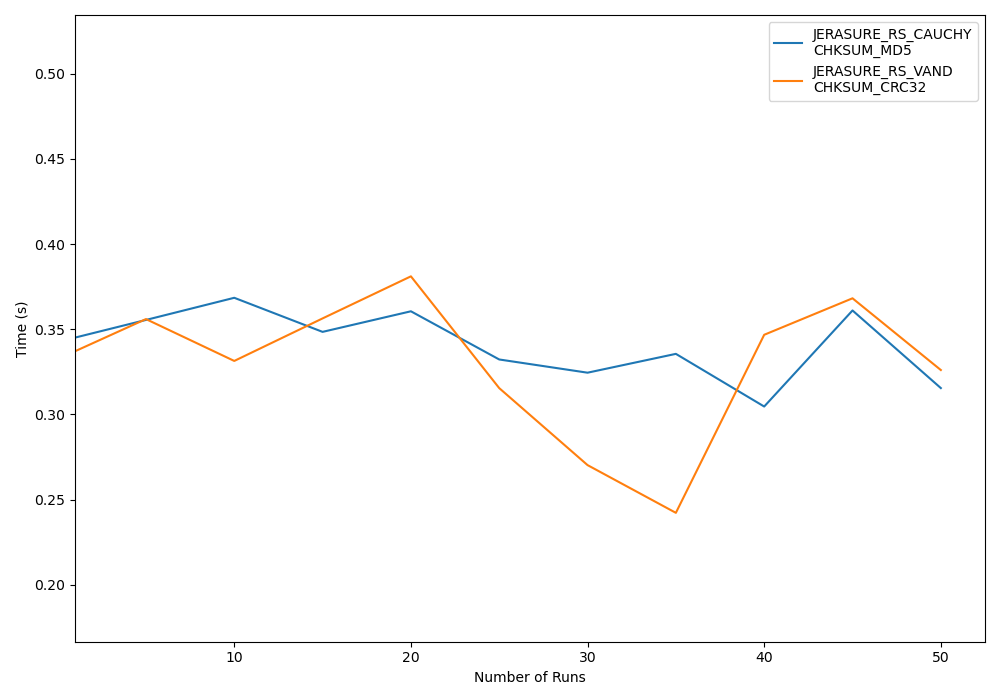 JERASURE_RS_CAUCHY
CHKSUM_MD5
JERASURE_RS_VAND
CHKSUM_CRC32
0.50
0.45
0.40
0.35
0.30
0.25
0.20
Time (s)
10 20 30 40 50
Number of Runs